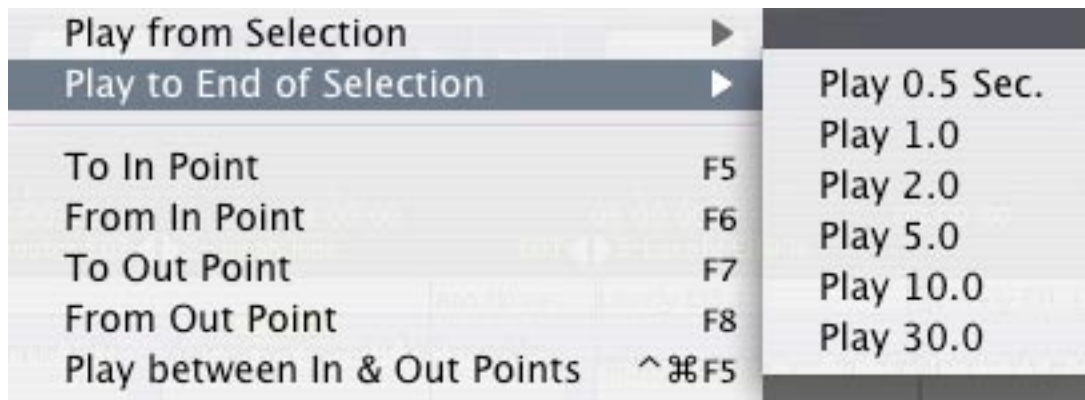 Play from Selection ▶
Play to End of Selection ▶
To In Point F5
From In Point F6
To Out Point F7
From Out Point F8
Play between In & Out Points ^⌘F5
Play 0.5 Sec.
Play 1.0
Play 2.0
Play 5.0
Play 10.0
Play 30.0